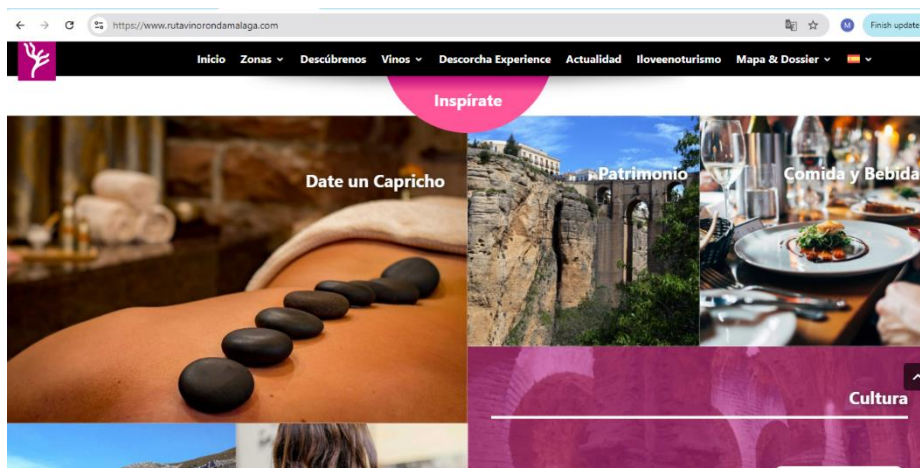 https://www.rutavinorondamalaga.com
M
Finish update
Inicio Zonas Descúbrenos Vinos Descorcha Experience Actualidad Iloveenoturismo Mapa & Dossier
Inspírate
Date un Capricho
Patrimonio
Comida y Bebida
Cultura